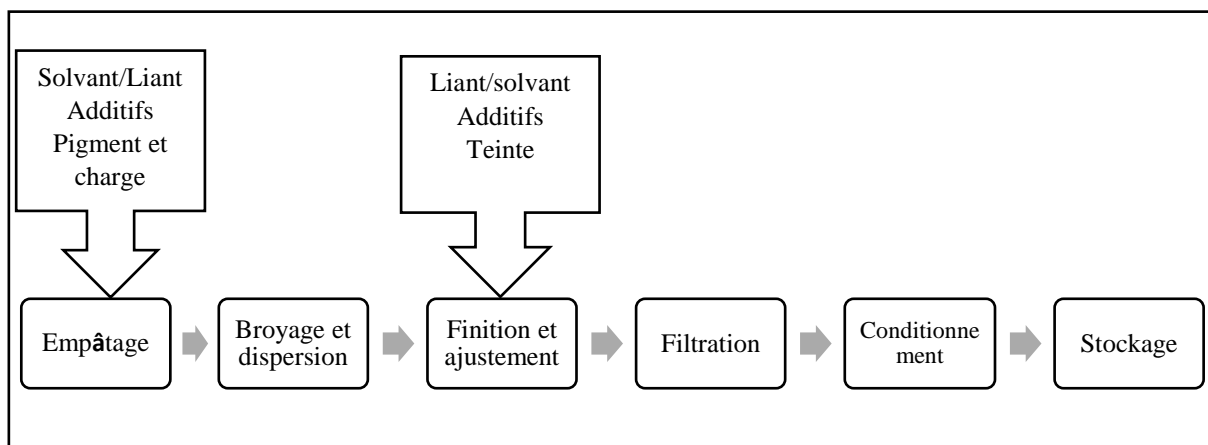 Solvant/Liant
Additifs
Pigment et
charge
Liant/solvant
Additifs
Teinte
Empâtage
Broyage et
dispersion
Finition et
ajustement
Filtration
Conditionne
ment
Stockage